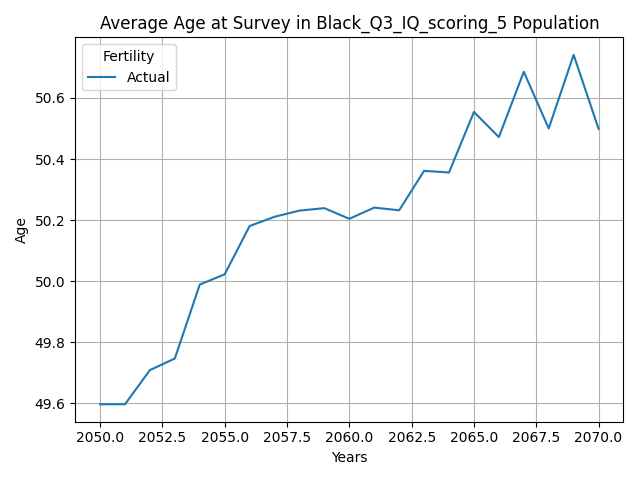 Average Age at Survey in Black_Q3_IQ_scoring_5 Population
Fertility
Actual
50.6
50.4
50.2
50.0
49.8
49.6
Age
2050.0 2052.5 2055.0 2057.5 2060.0 2062.5 2065.0 2067.5 2070.0
Years